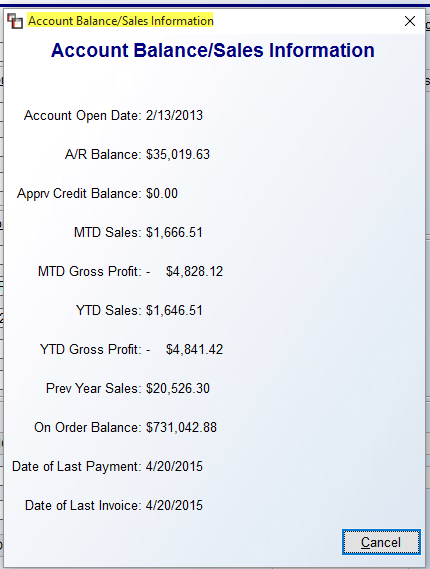 Account Balance/Sales Information
Account Balance/Sales Information
Account Open Date: 2/13/2013
A/R Balance: $35,019.63
Apprv Credit Balance: $0.00
MTD Sales: $1,666.51
MTD Gross Profit: - $4,828.12
YTD Sales: $1,646.51
YTD Gross Profit: - $4,841.42
Prev Year Sales: $20,526.30
On Order Balance: $731,042.88
Date of Last Payment: 4/20/2015
Date of Last Invoice: 4/20/2015
Cancel